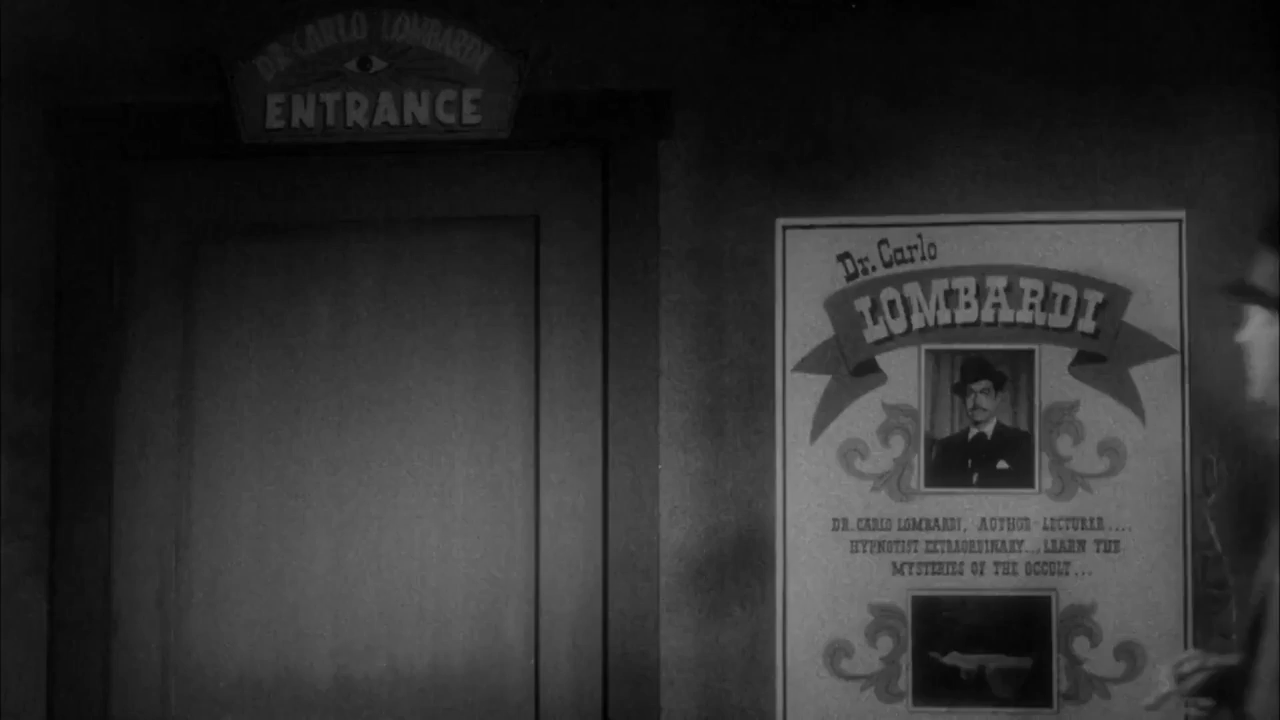 DR. CARLO LOMBARDI
ENTRANCE
Dr. Carlo
LOMBARDI
DR. CARLO LOMBARDI, AUTHOR - LECTURER....
HYPNOTIST EXTRAORDINARY...LEARN THE
MYSTERIES OF THE OCCULT...